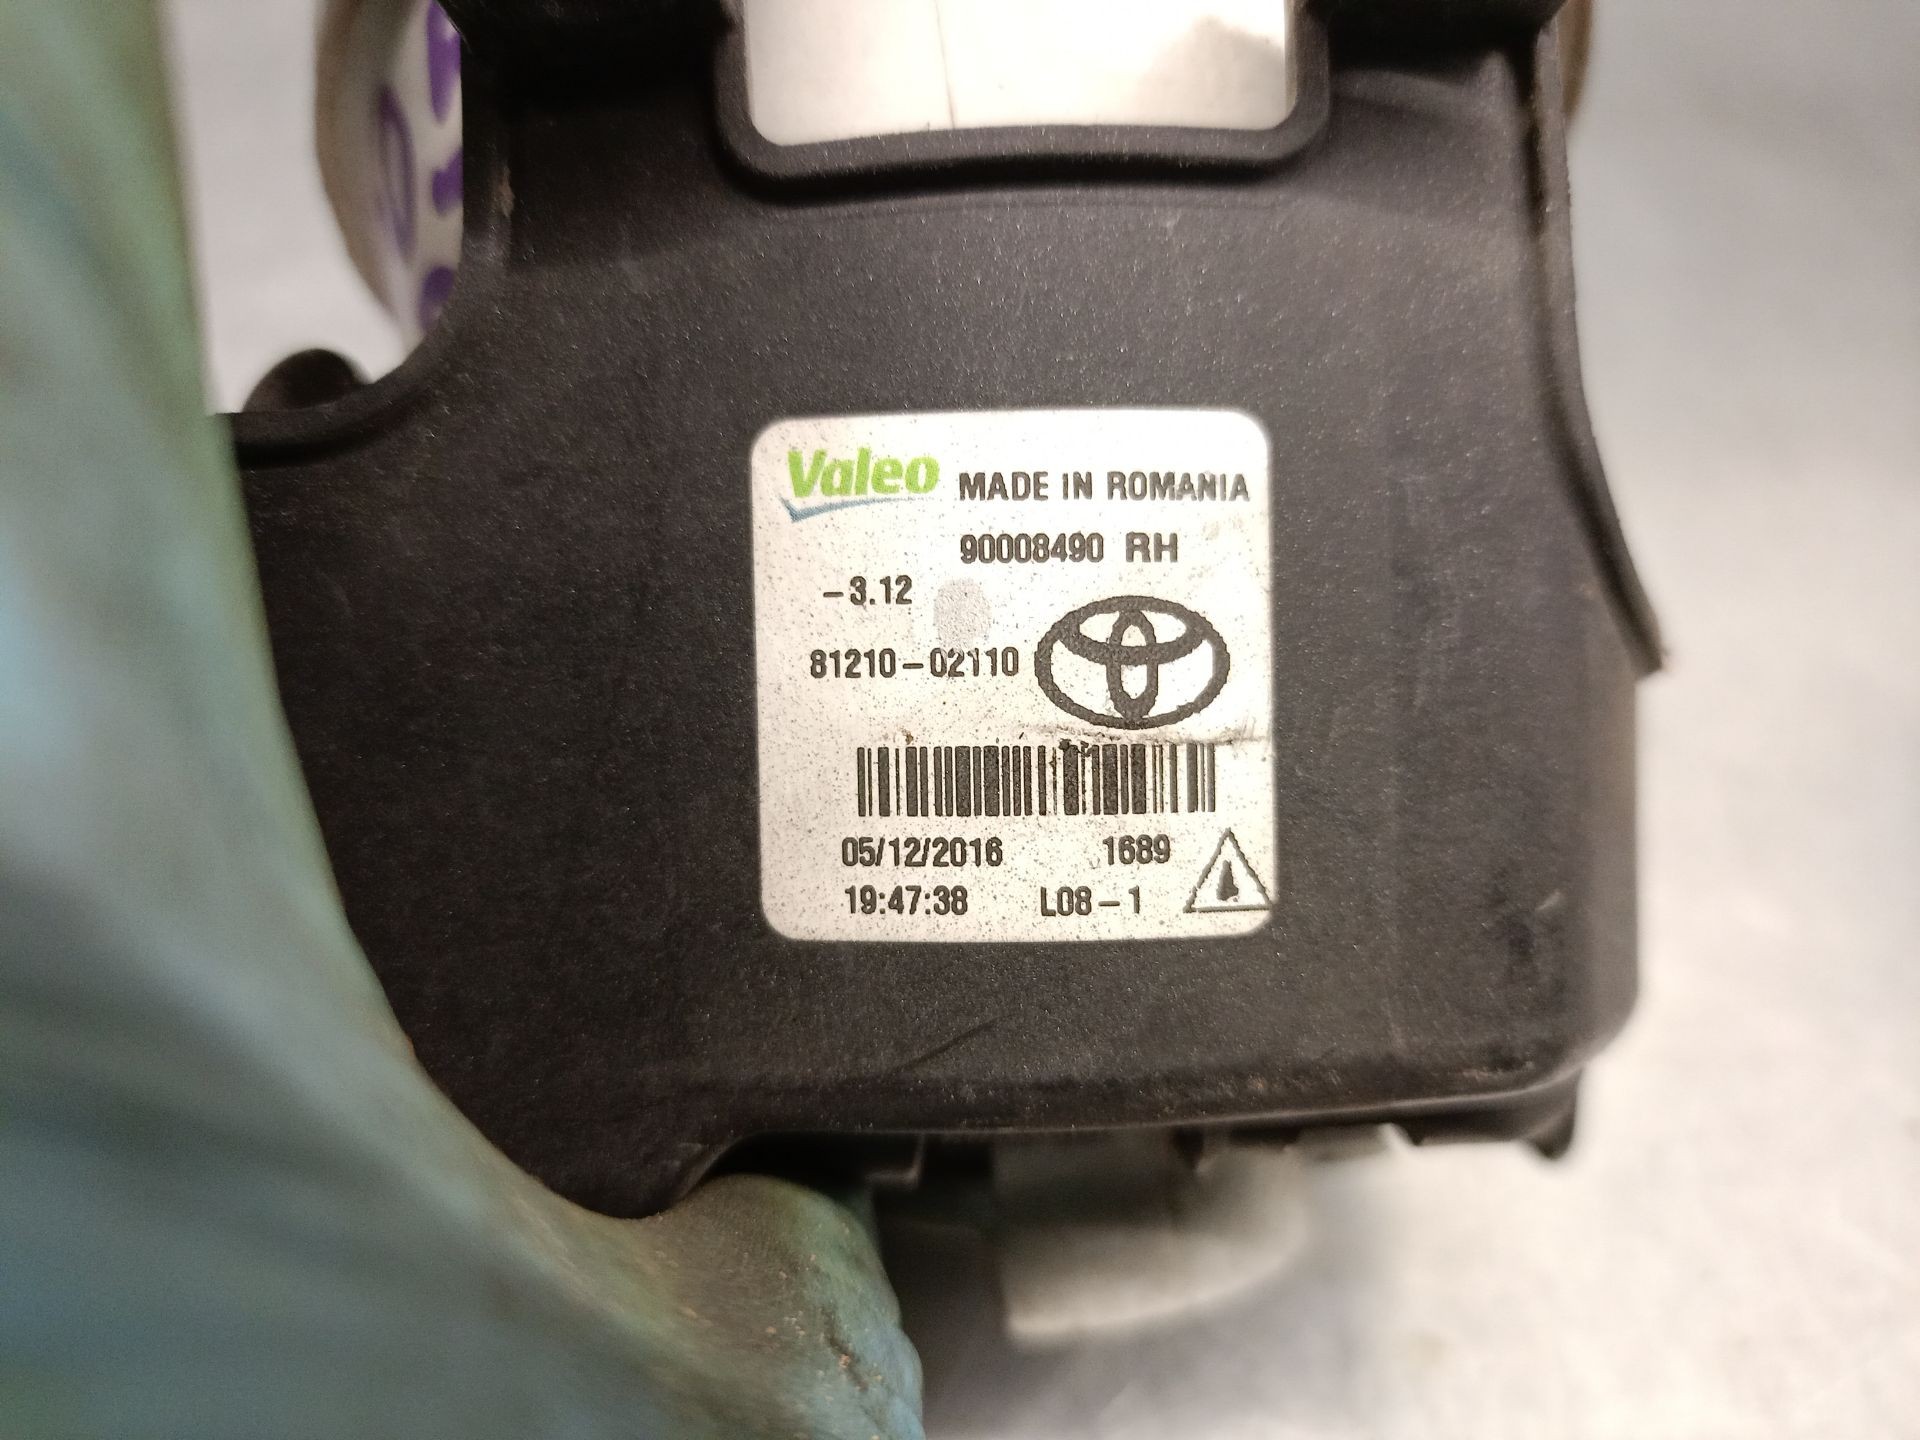 Valeo MADE IN ROMANIA
90008490 RH
-3.12
81210-02110
05/12/2016 1689
19:47:38 L08-1